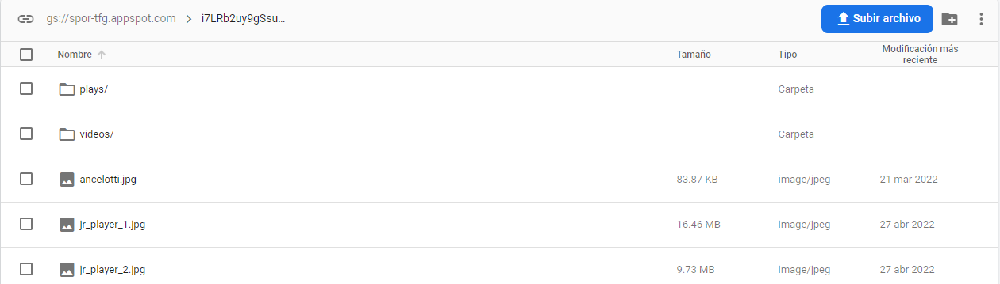 gs://spor-tfg.appspot.com > i7LRb2uy9gSsu... Subir archivo
Nombre Tamaño Tipo Modificación más
reciente
plays/ — Carpeta —
videos/ — Carpeta —
ancelotti.jpg 83.87 KB image/jpeg 21 mar 2022
jr_player_1.jpg 16.46 MB image/jpeg 27 abr 2022
jr_player_2.jpg 9.73 MB image/jpeg 27 abr 2022